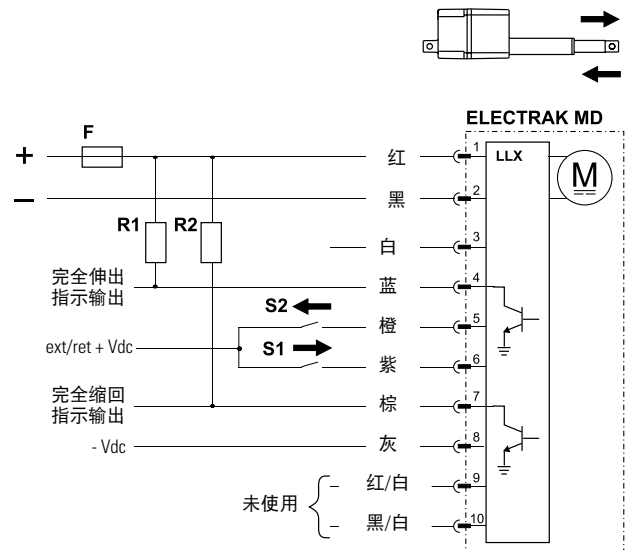 ELECTRAK MD
F
+
1
LLX
红
M
–
2
黑
R1
R2
3
白
完全伸出
指示输出
4
蓝
S2
5
橙
ext/ret + Vdc
S1
6
紫
完全缩回
指示输出
7
棕
- Vdc
8
灰
未使用
9
红/白
10
黑/白